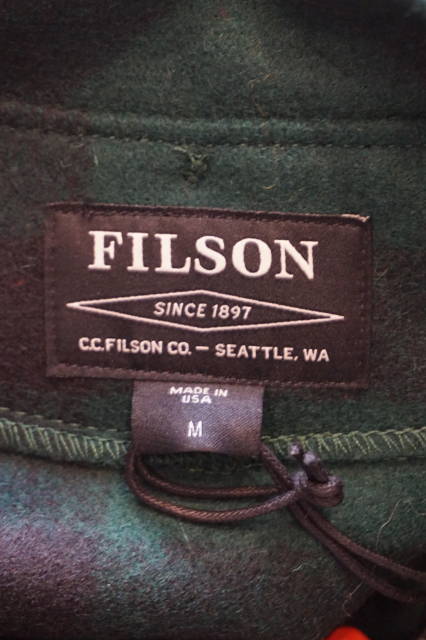 FILSON
SINCE 1897
C.C.FILSON CO. — SEATTLE, WA
MADE IN
USA
M